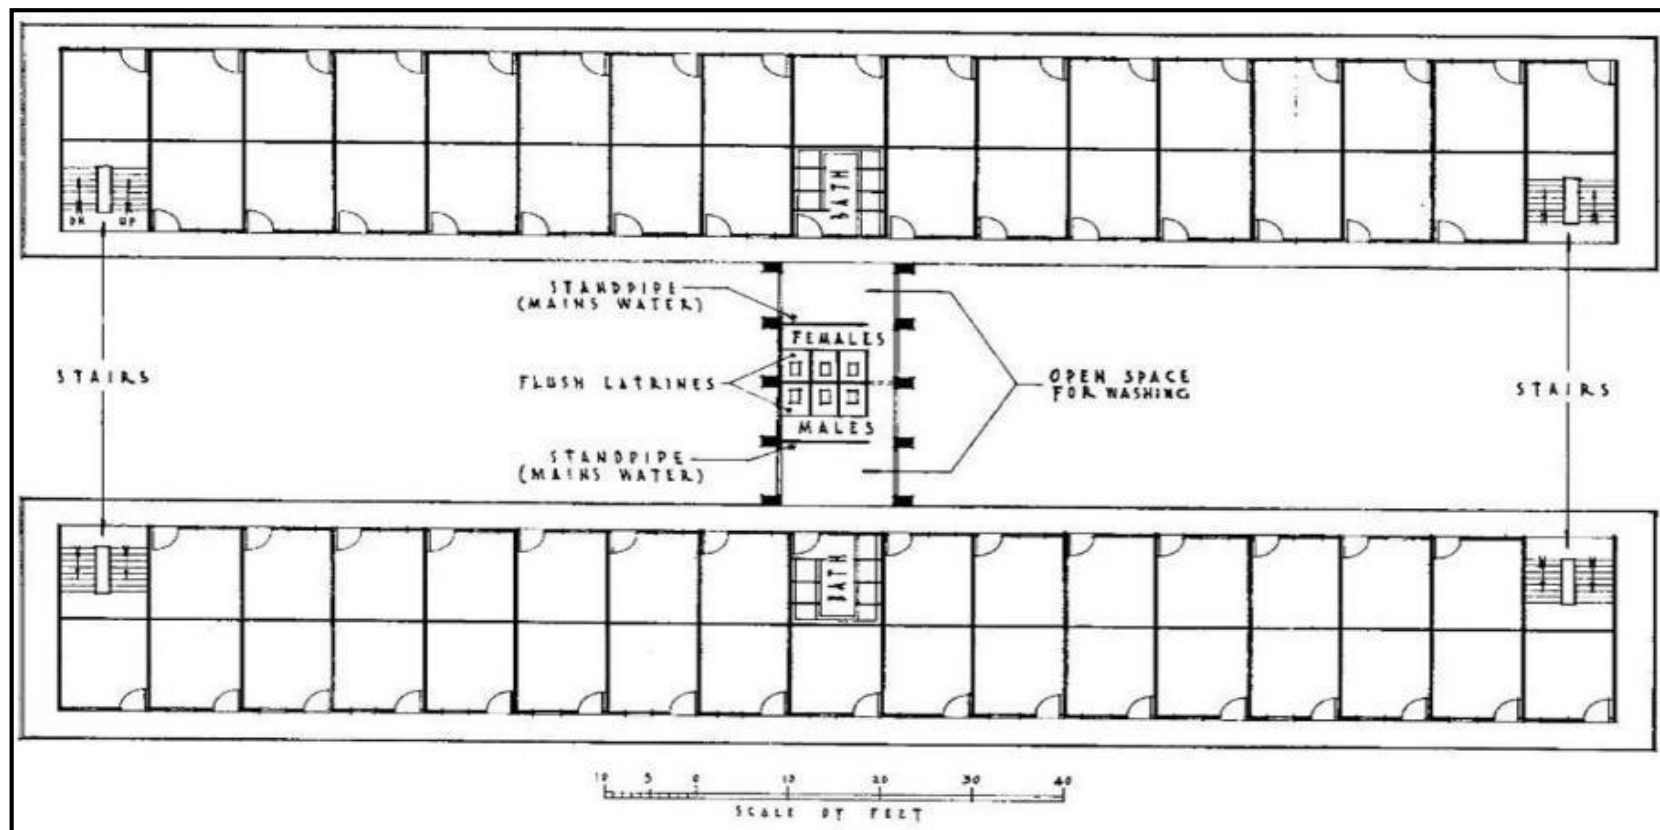 BATH
DN UP
STANDPIPE
(MAINS WATER)
FEMALES
STAIRS
FLUSH LATRINES
OPEN SPACE
FOR WASHING
STAIRS
MALES
STANDPIPE
(MAINS WATER)
BATH
10 5 0 10 20 30 40
SCALE OF FEET